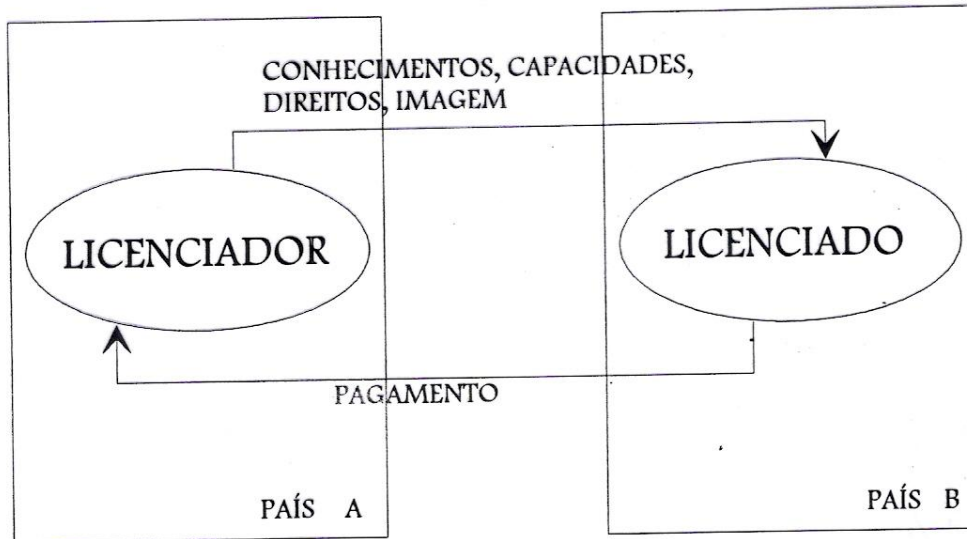 CONHECIMENTOS, CAPACIDADES,
DIREITOS, IMAGEM
LICENCIADOR
LICENCIADO
PAGAMENTO
PAÍS A
PAÍS B